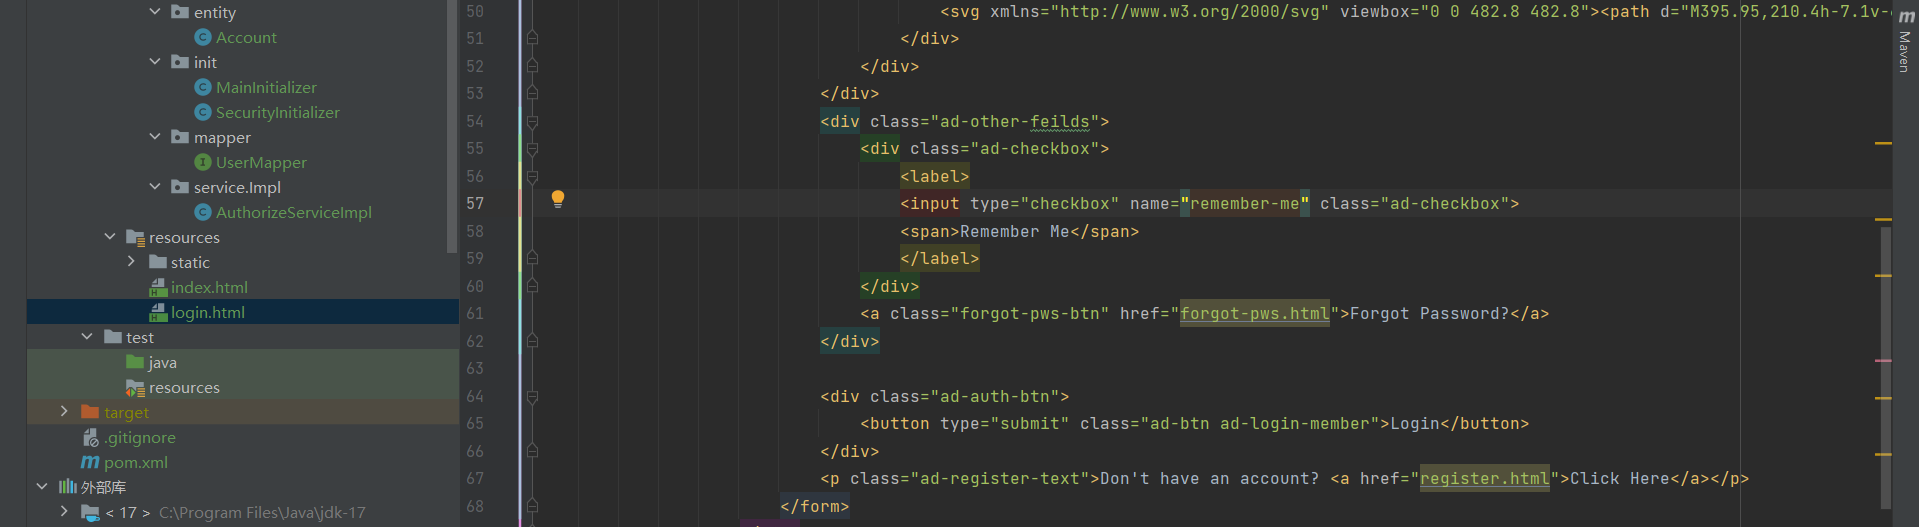 entity
Account
init
MainInitializer
SecurityInitializer
mapper
UserMapper
service.Impl
AuthorizeServiceImpl
resources
static
index.html
login.html
test
java
resources
target
.gitignore
pom.xml
外部库
< 17 > C:\Program Files\Java\jdk-17
50 <svg xmlns="http://www.w3.org/2000/svg" viewbox="0 0 482.8 482.8"><path d="M395.95,210.4h-7.1v-
51 </div>
52 </div>
53 </div>
54 <div class="ad-other-feilds">
55 <div class="ad-checkbox">
56 <label>
57 <input type="checkbox" name="remember-me" class="ad-checkbox">
58 <span>Remember Me</span>
59 </label>
60 </div>
61 <a class="forgot-pws-btn" href="forgot-pws.html">Forgot Password?</a>
62 </div>
63
64 <div class="ad-auth-btn">
65 <button type="submit" class="ad-btn ad-login-member">Login</button>
66 </div>
67 <p class="ad-register-text">Don't have an account? <a href="register.html">Click Here</a></p>
68 </form>
Maven